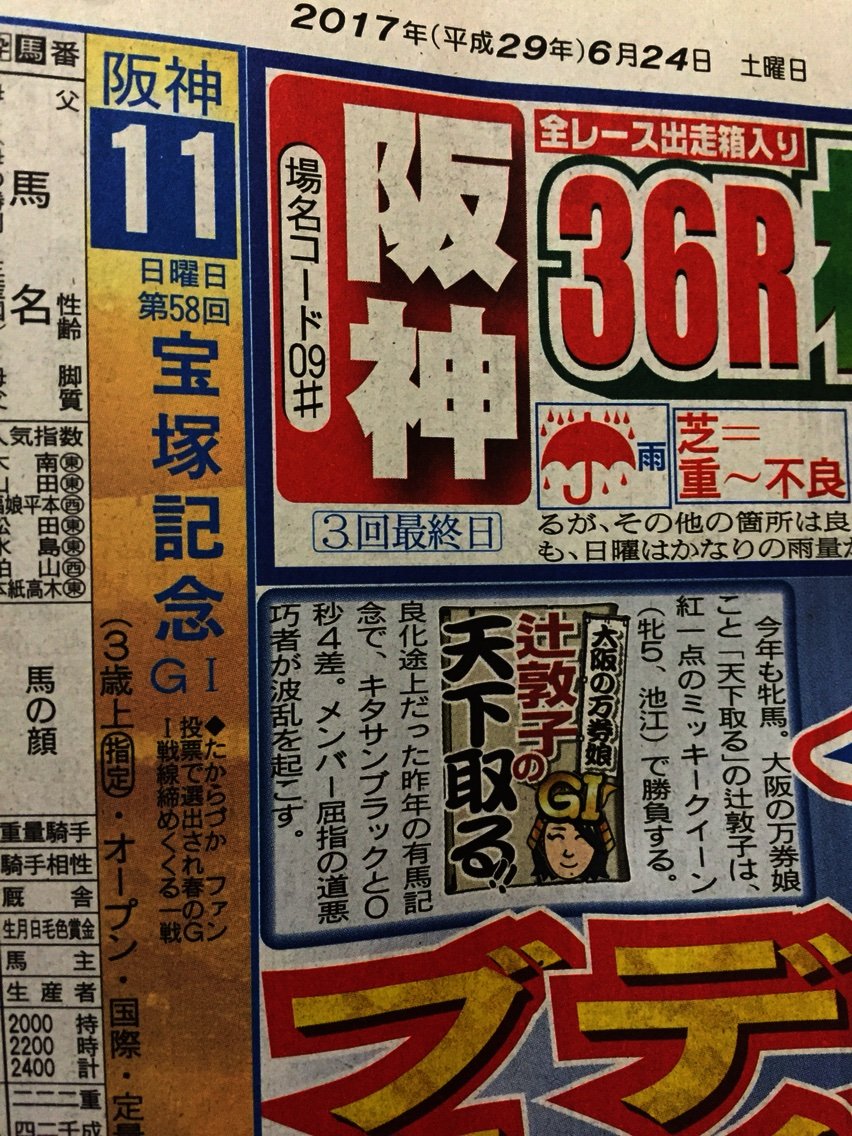 2017年(平成29年)6月24日 土曜日
馬番
父
馬名
性齢
脚質
人気指数
南東
田東
本平娘西
田東
島東
山西
紙高木東
馬の顔
重量騎手
騎手相性
厩舎
生月日毛色賞金
馬主
生産者
2000 持
2200 時
2400 計
阪神
11
日曜日
第58回
宝塚記念
GⅠ
(3歳上指定・オープン・国際・定量
◆たからづか ファン
投票で選出され春のG
Ⅰ戦線締めくくる一戦
阪神
場名コード09#
3回最終日
全レース出走箱入り
36R
雨
芝=
重〜不良
るが、その他の箇所は良
も、日曜はかなりの雨量
今年も牝馬。大阪の万券娘
こと「天下取る」の辻敦子は、
紅一点のミッキークイーン
(牝5、池江)で勝負する。
大阪の万券娘
GⅠ
辻敦子の
天下取る!!
良化途上だった昨年の有馬記
念で、キタサンブラックと0
秒4差。メンバー屈指の道悪
巧者が波乱を起こす。
ブ
デ